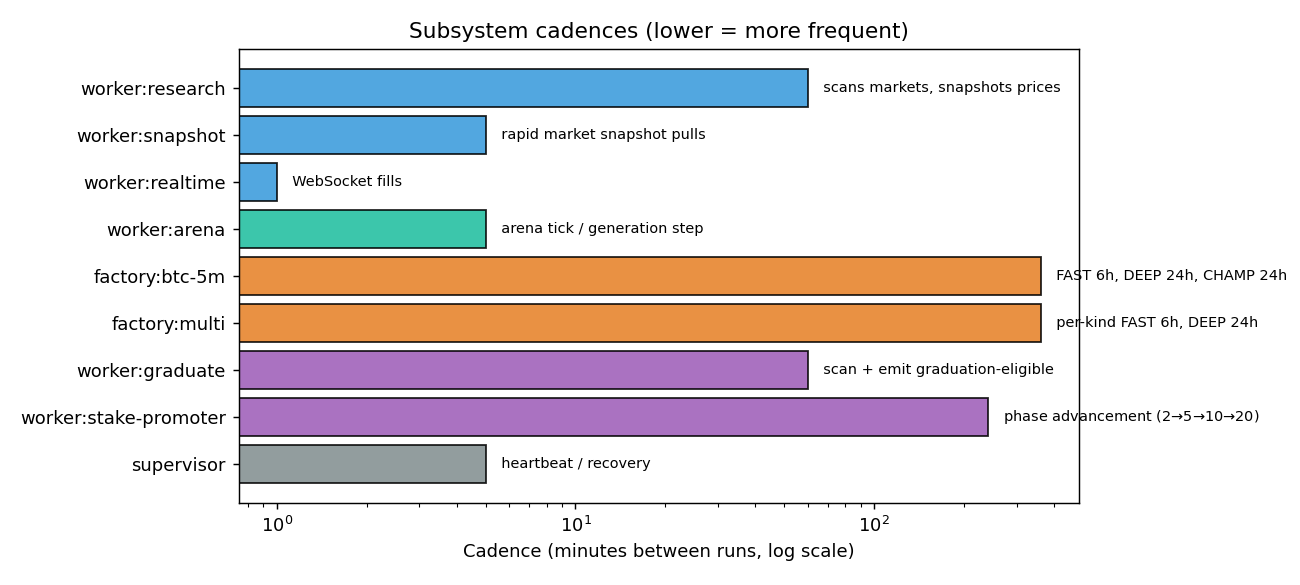 Subsystem cadences (lower = more frequent)
worker:research
scans markets, snapshots prices
worker:snapshot
rapid market snapshot pulls
worker:realtime
WebSocket fills
worker:arena
arena tick / generation step
factory:btc-5m
FAST 6h, DEEP 24h, CHAMP 24h
factory:multi
per-kind FAST 6h, DEEP 24h
worker:graduate
scan + emit graduation-eligible
worker:stake-promoter
phase advancement (2→5→10→20)
supervisor
heartbeat / recovery
10⁰ 10¹ 10²
Cadence (minutes between runs, log scale)